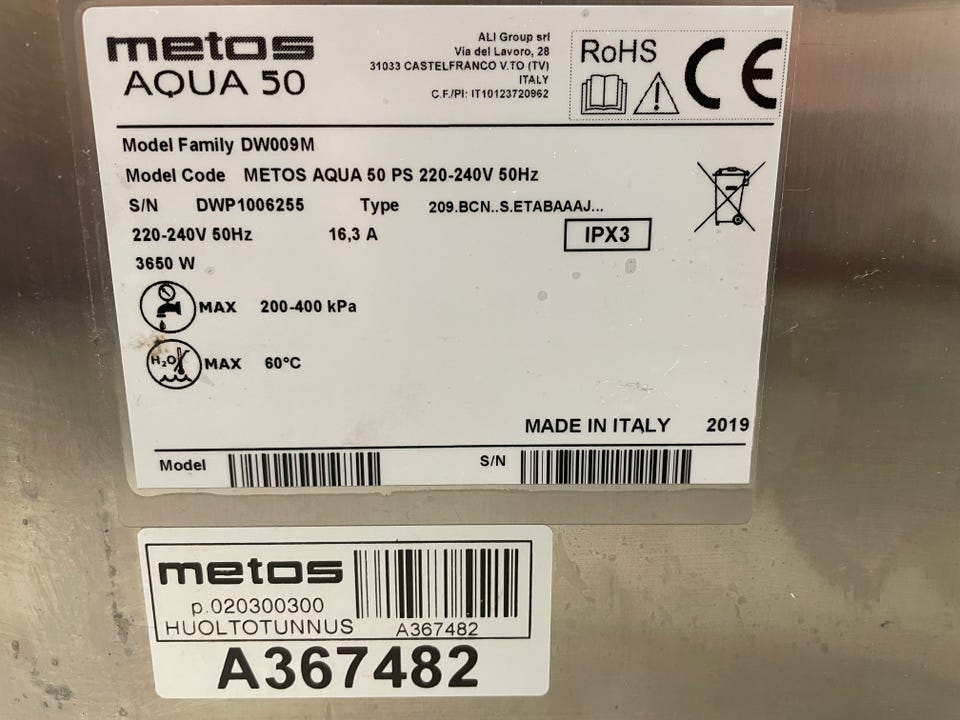 metos
AQUA 50
ALI Group srl
Via del Lavoro, 28
31033 CASTELFRANCO V.TO (TV)
ITALY
C.F./PI: IT10123720962
RoHS
CE
Model Family DW009M
Model Code METOS AQUA 50 PS 220-240V 50Hz
S/N DWP1006255 Type 209.BCN..S.ETABAAAJ...
220-240V 50Hz 16,3 A IPX3
3650 W
MAX 200-400 kPa
H₂O MAX 60°C
MADE IN ITALY 2019
Model S/N
metos
p.020300300
HUOLTOTUNNUS A367482
A367482